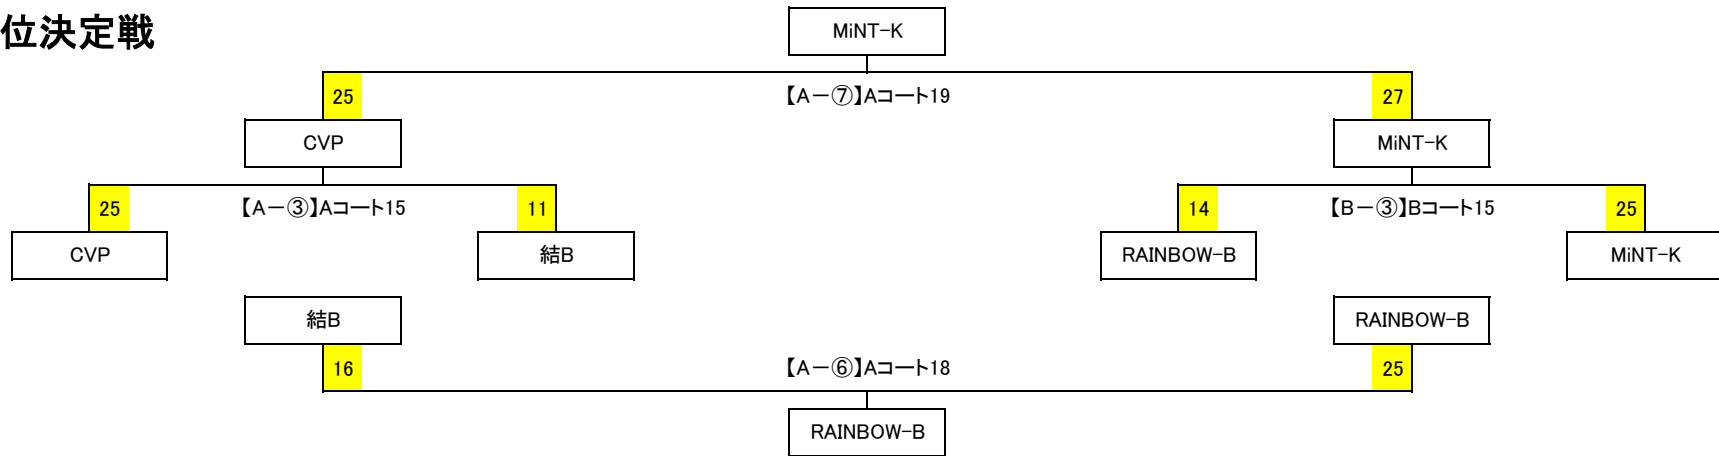 位決定戦
MiNT-K
25 【A－⑦】Aコート19 27
CVP MiNT-K
25 【A－③】Aコート15 11 14 【B－③】Bコート15 25
CVP 結B RAINBOW-B MiNT-K
結B RAINBOW-B
16 【A－⑥】Aコート18 25
RAINBOW-B